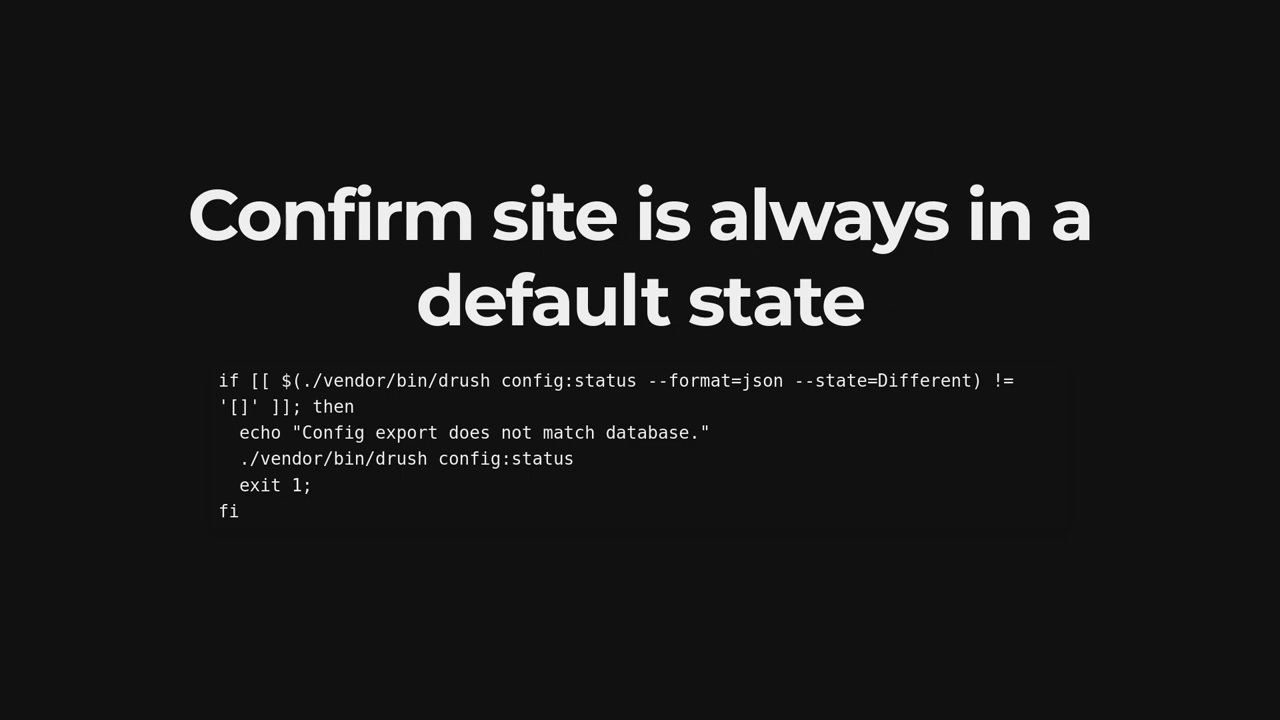 Confirm site is always in a
default state
if [[ $(./vendor/bin/drush config:status --format=json --state=Different) !=
'[]' ]]; then
  echo "Config export does not match database."
  ./vendor/bin/drush config:status
  exit 1;
fi